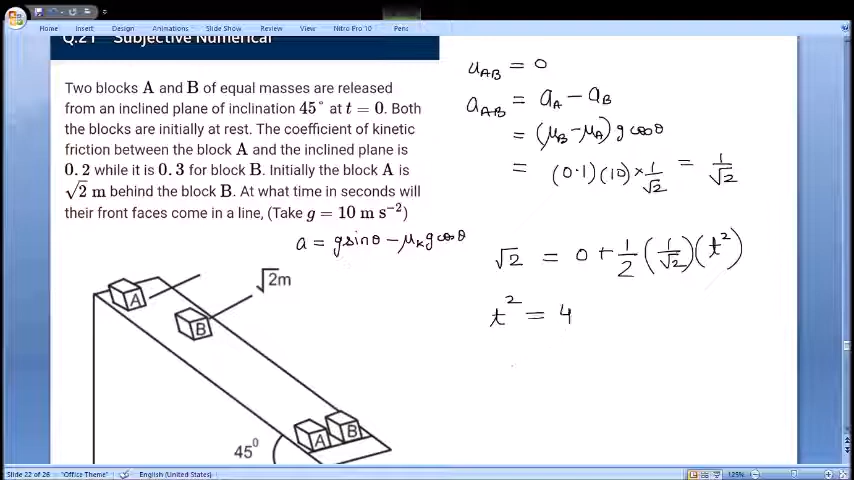 Home Insert Design Transitions Animations Slide Show Review View Nitro Pro 10 Pens
Q.21 Subjective Numerical
Two blocks A and B of equal masses are released
from an inclined plane of inclination 45° at t = 0. Both
the blocks are initially at rest. The coefficient of kinetic
friction between the block A and the inclined plane is
0.2 while it is 0.3 for block B. Initially the block A is
√2 m behind the block B. At what time in seconds will
their front faces come in a line, (Take g = 10 m s⁻²)
a = gsinθ − μₖg cosθ
A
√2m
B
A
B
45⁰
u_AB = 0
a_AB = a_A − a_B
= (μ_B − μ_A) g cosθ
= (0.1)(10) × 1/√2 = 1/√2
√2 = 0 + 1/2 (1/√2)(t²)
t² = 4
Slide 22 of 26 "Office Theme" English (United States) 125%